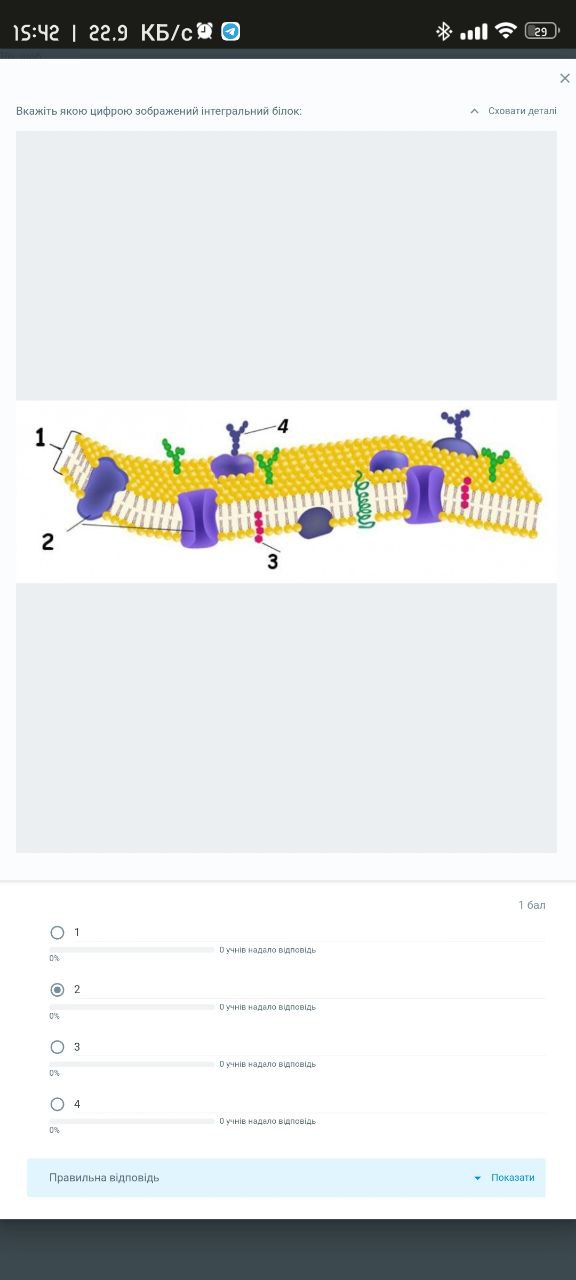 15:42 | 22.9 КБ/с 29
×
Вкажіть якою цифрою зображений інтегральний білок: Сховати деталі
1
4
2
3
1 бал
1
0 учнів надало відповідь
0%
2
0 учнів надало відповідь
0%
3
0 учнів надало відповідь
0%
4
0 учнів надало відповідь
0%
Правильна відповідь Показати